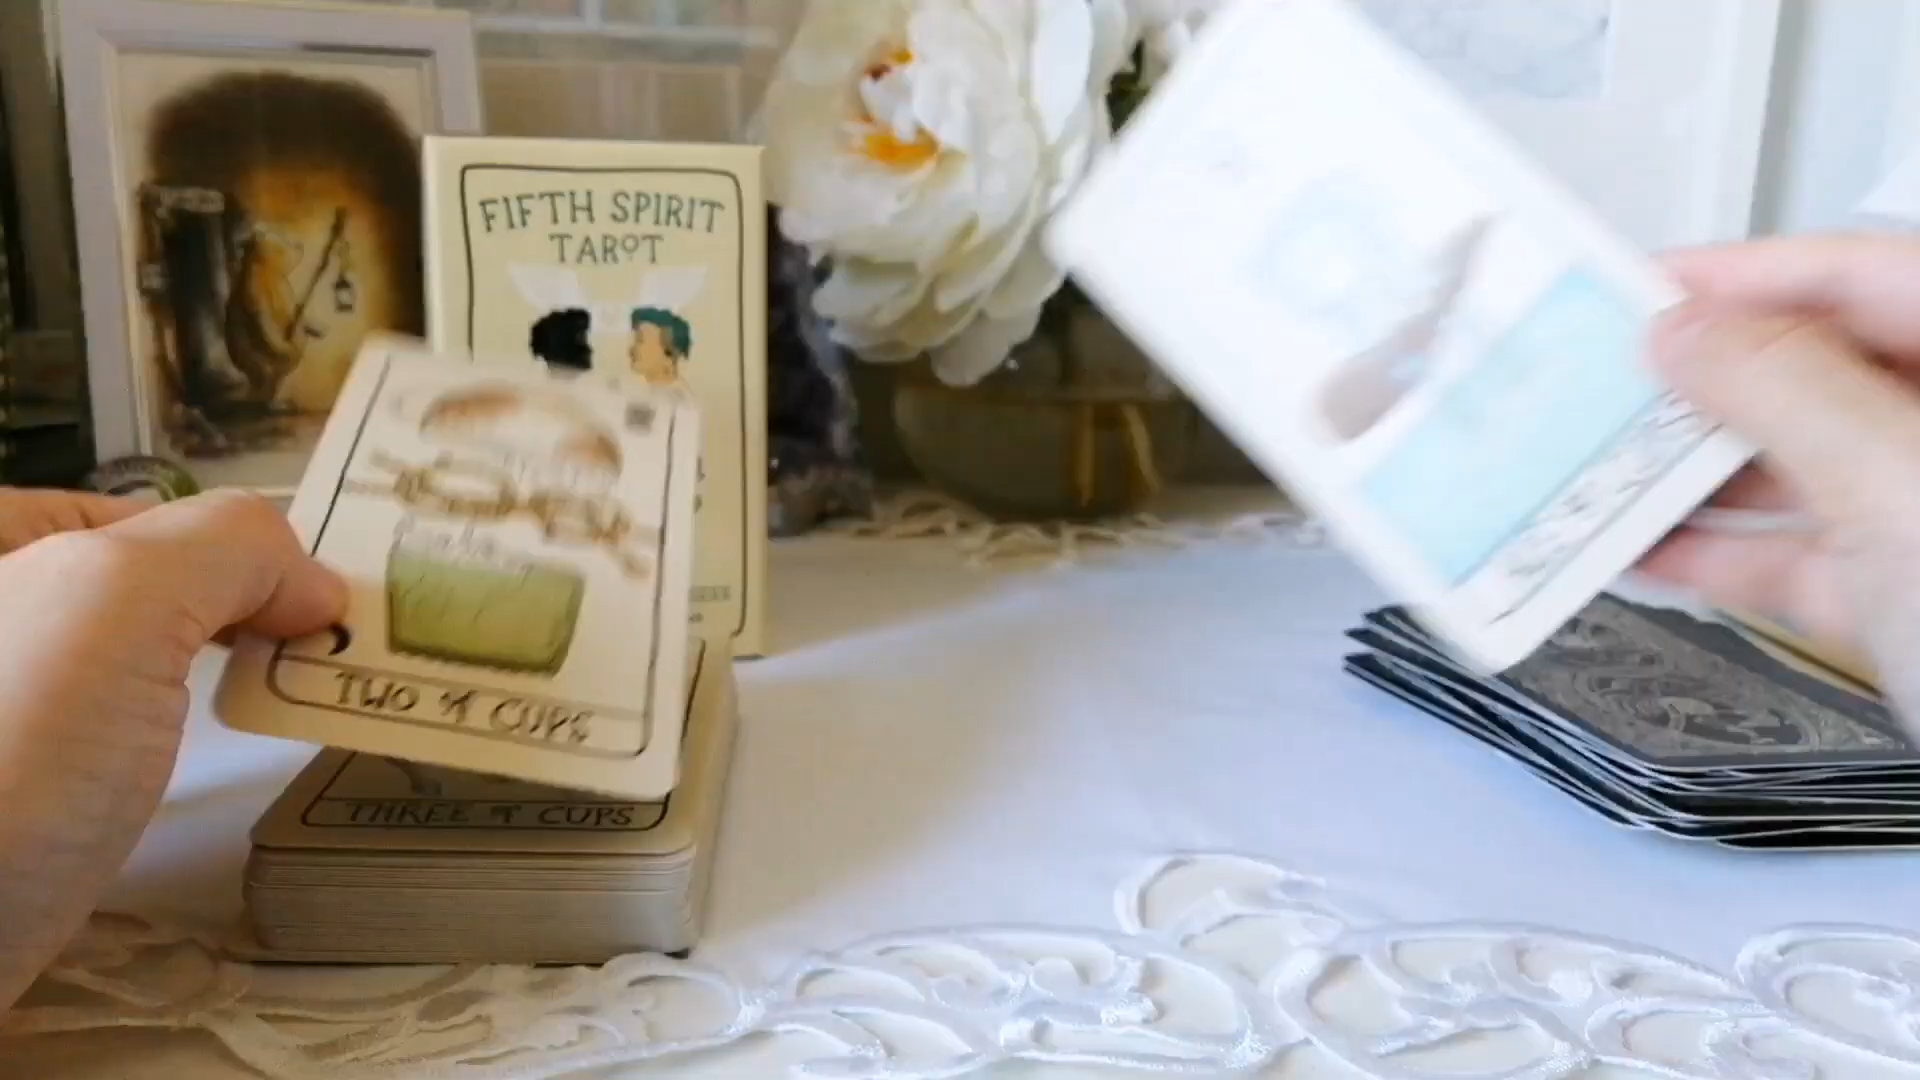 FIFTH SPIRIT
TAROT
TWO of CUPS
THREE of CUPS